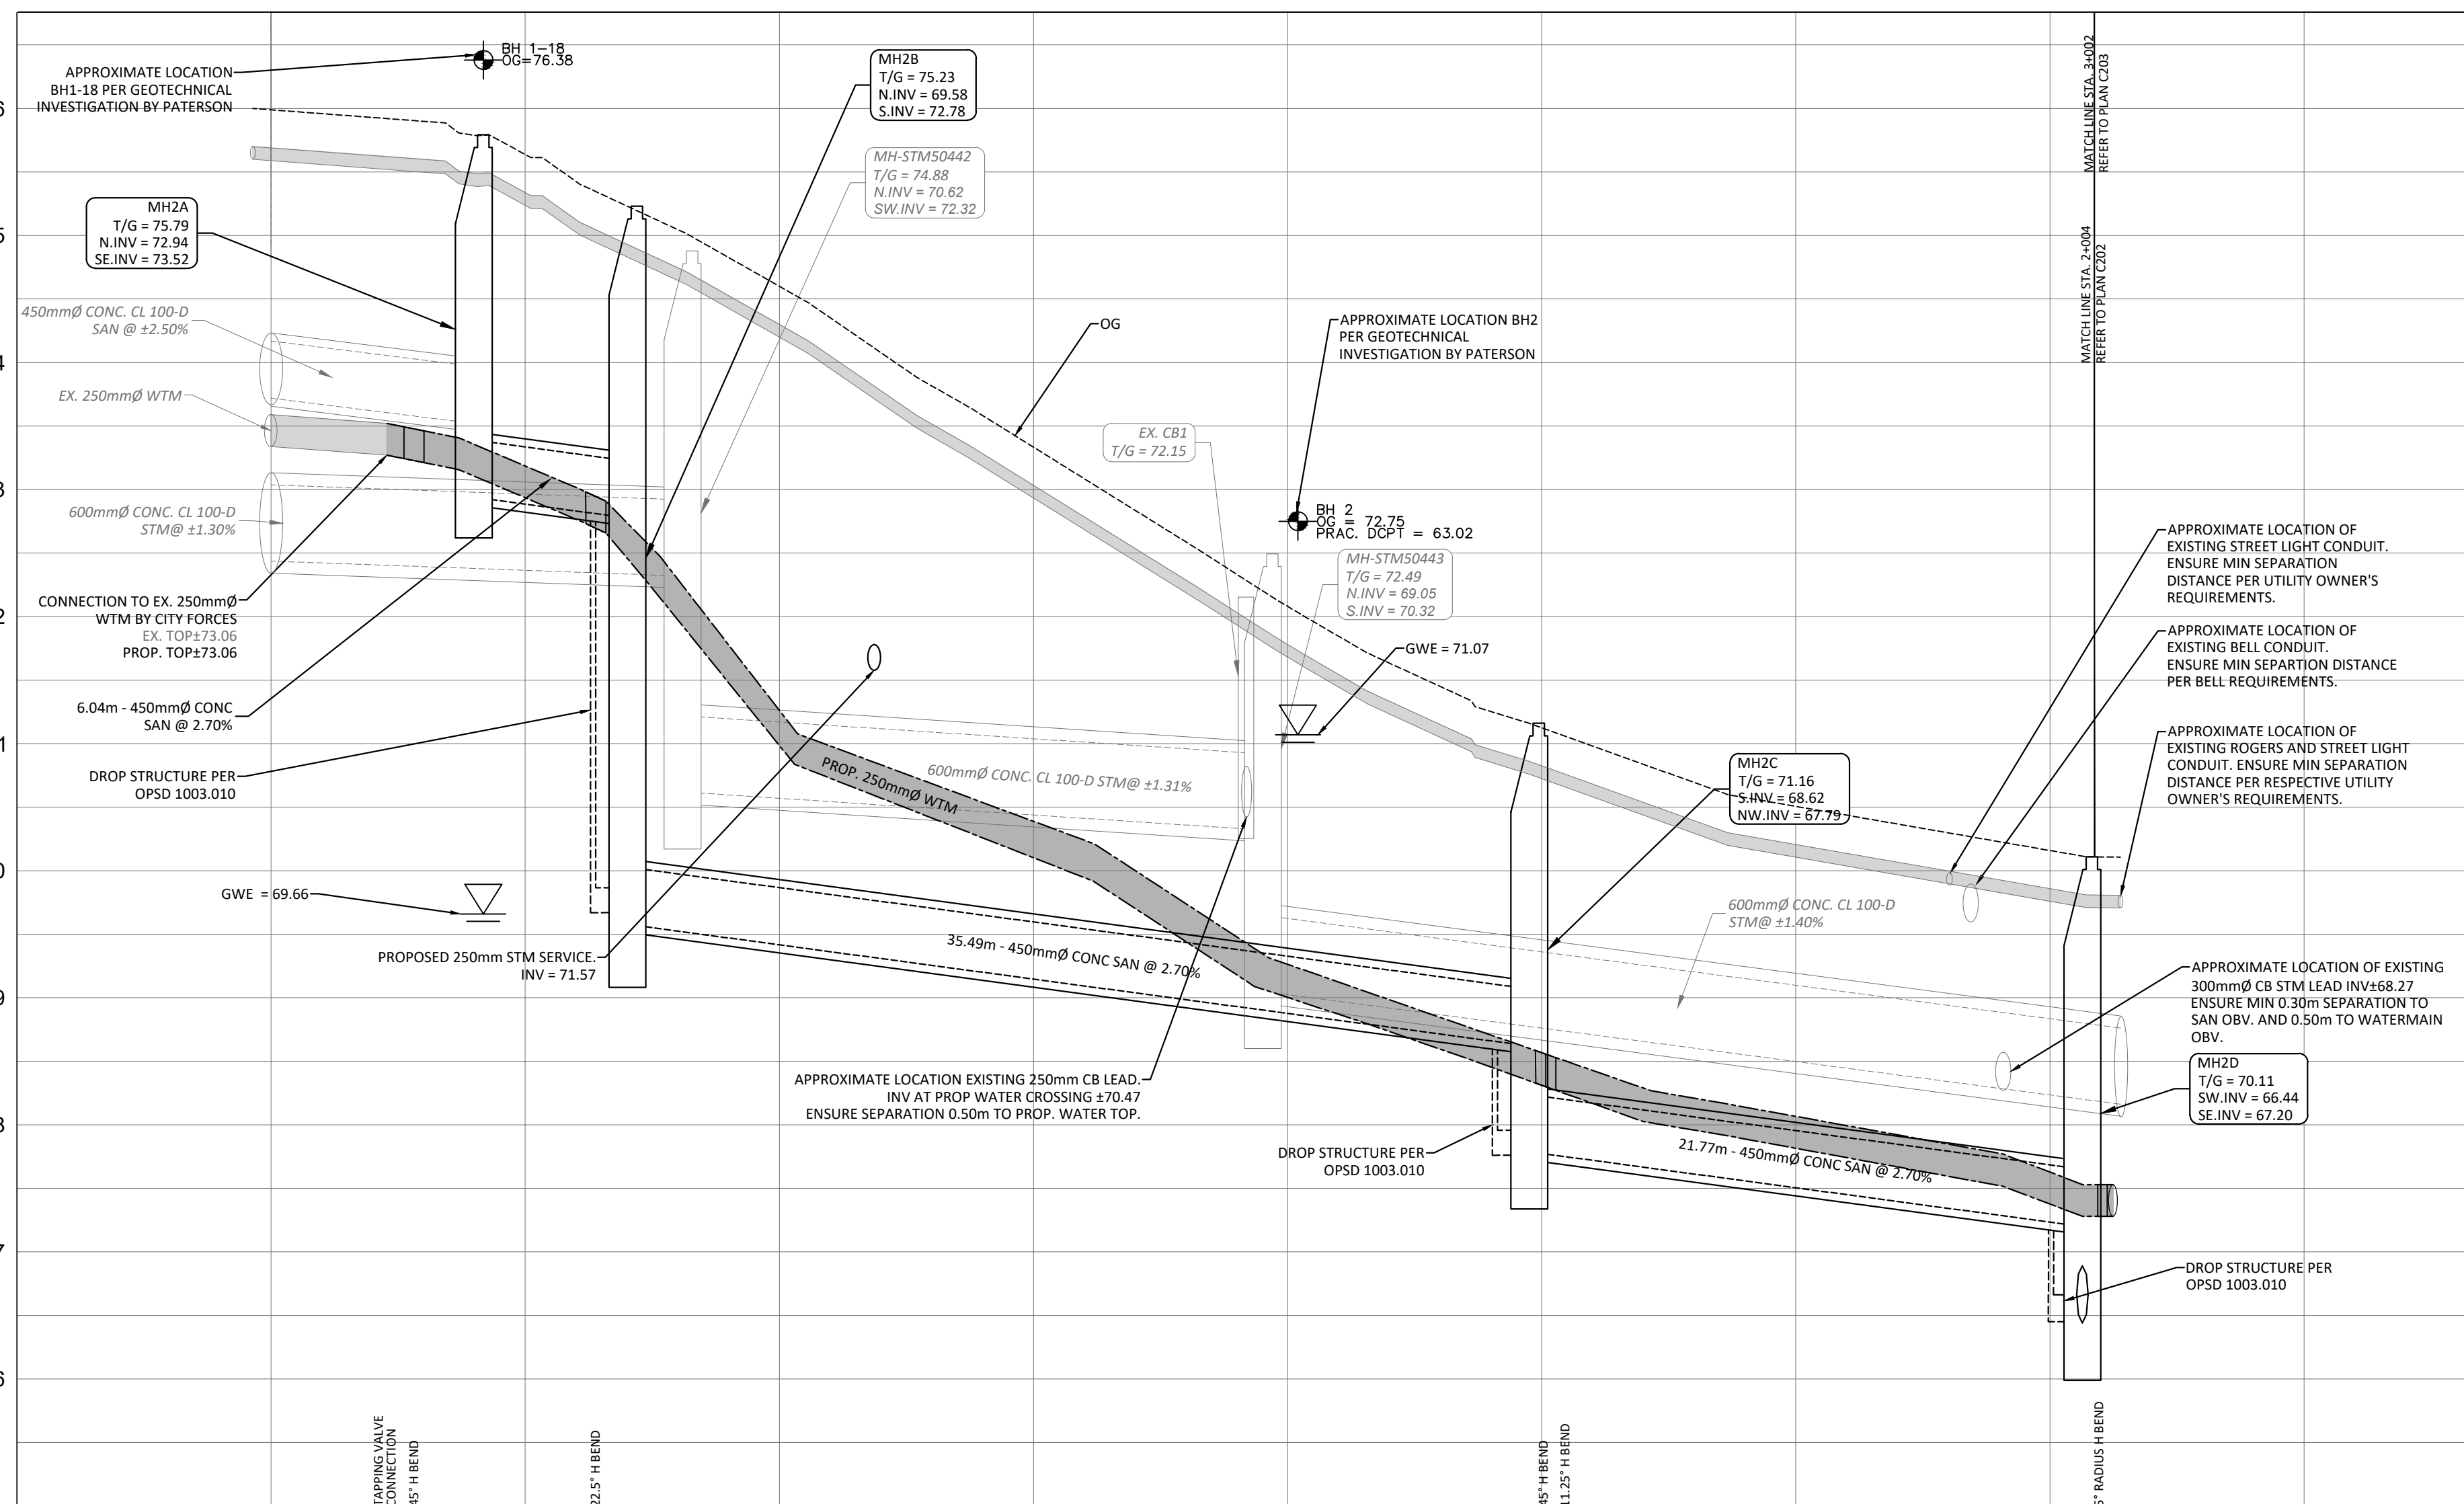 BH 1-18
OG=76.38
APPROXIMATE LOCATION
BH1-18 PER GEOTECHNICAL
INVESTIGATION BY PATERSON
MH2B
T/G = 75.23
N.INV = 69.58
S.INV = 72.78
MH-STM50442
T/G = 74.88
N.INV = 70.62
SW.INV = 72.32
MATCH LINE STA. 3+002
REFER TO PLAN C203
MATCH LINE STA. 2+004
REFER TO PLAN C202
MH2A
T/G = 75.79
N.INV = 72.94
SE.INV = 73.52
450mmØ CONC. CL 100-D
SAN @ ±2.50%
EX. 250mmØ WTM
600mmØ CONC. CL 100-D
STM@ ±1.30%
OG
APPROXIMATE LOCATION BH2
PER GEOTECHNICAL
INVESTIGATION BY PATERSON
EX. CB1
T/G = 72.15
BH 2
OG = 72.75
PRAC. DCPT = 63.02
MH-STM50443
T/G = 72.49
N.INV = 69.05
S.INV = 70.32
GWE = 71.07
APPROXIMATE LOCATION OF
EXISTING STREET LIGHT CONDUIT.
ENSURE MIN SEPARATION
DISTANCE PER UTILITY OWNER'S
REQUIREMENTS.
APPROXIMATE LOCATION OF
EXISTING BELL CONDUIT.
ENSURE MIN SEPARTION DISTANCE
PER BELL REQUIREMENTS.
APPROXIMATE LOCATION OF
EXISTING ROGERS AND STREET LIGHT
CONDUIT. ENSURE MIN SEPARATION
DISTANCE PER RESPECTIVE UTILITY
OWNER'S REQUIREMENTS.
CONNECTION TO EX. 250mmØ
WTM BY CITY FORCES
EX. TOP±73.06
PROP. TOP±73.06
6.04m - 450mmØ CONC
SAN @ 2.70%
DROP STRUCTURE PER
OPSD 1003.010
PROP. 250mmØ WTM
600mmØ CONC. CL 100-D STM@ ±1.31%
MH2C
T/G = 71.16
S.INV = 68.62
NW.INV = 67.79
GWE = 69.66
PROPOSED 250mm STM SERVICE.
INV = 71.57
35.49m - 450mmØ CONC SAN @ 2.70%
600mmØ CONC. CL 100-D
STM@ ±1.40%
APPROXIMATE LOCATION OF EXISTING
300mmØ CB STM LEAD INV±68.27
ENSURE MIN 0.30m SEPARATION TO
SAN OBV. AND 0.50m TO WATERMAIN
OBV.
MH2D
T/G = 70.11
SW.INV = 66.44
SE.INV = 67.20
APPROXIMATE LOCATION EXISTING 250mm CB LEAD.
INV AT PROP WATER CROSSING ±70.47
ENSURE SEPARATION 0.50m TO PROP. WATER TOP.
DROP STRUCTURE PER
OPSD 1003.010
21.77m - 450mmØ CONC SAN @ 2.70%
DROP STRUCTURE PER
OPSD 1003.010
TAPPING VALVE
CONNECTION
45° H BEND
22.5° H BEND
45° H BEND
11.25° H BEND
5° RADIUS H BEND
6
5
4
3
2
1
0
9
8
7
6